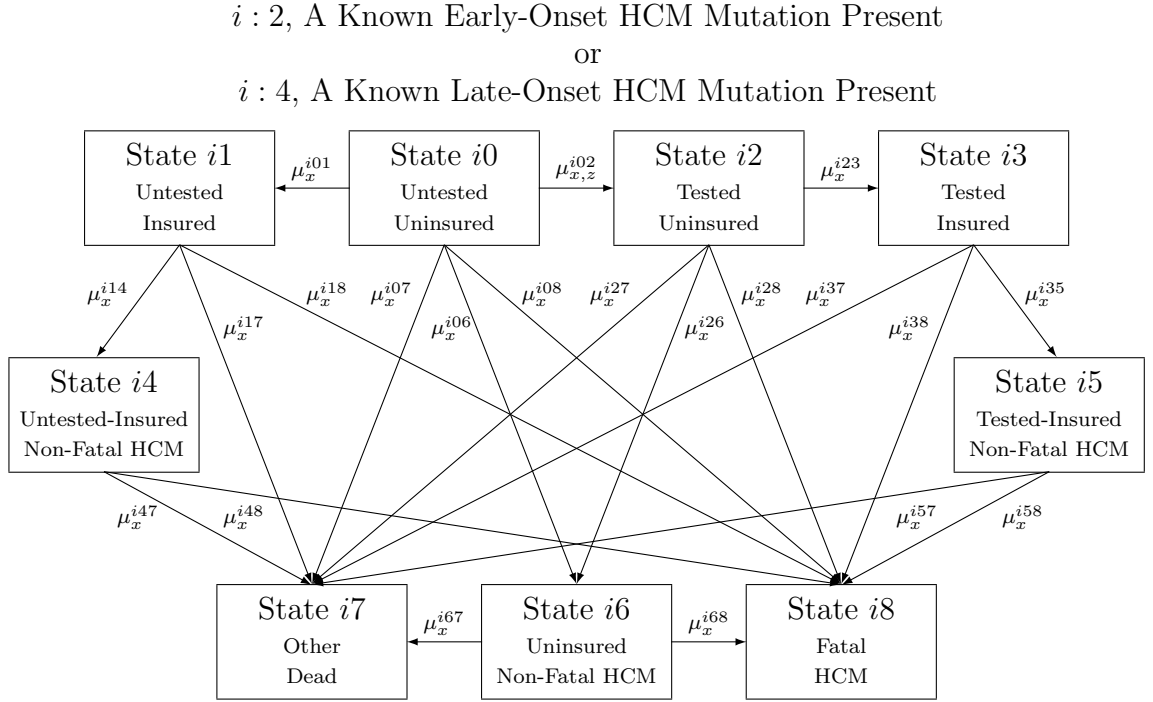 i : 2, A Known Early-Onset HCM Mutation Present
or
i : 4, A Known Late-Onset HCM Mutation Present
State i1
Untested
Insured
μ_x^{i01}
State i0
Untested
Uninsured
μ_{x,z}^{i02}
State i2
Tested
Uninsured
μ_x^{i23}
State i3
Tested
Insured
μ_x^{i14}
μ_x^{i17}
μ_x^{i18}
μ_x^{i07}
μ_x^{i06}
μ_x^{i08}
μ_x^{i27}
μ_x^{i26}
μ_x^{i28}
μ_x^{i37}
μ_x^{i38}
μ_x^{i35}
State i4
Untested-Insured
Non-Fatal HCM
State i5
Tested-Insured
Non-Fatal HCM
μ_x^{i47}
μ_x^{i48}
μ_x^{i57}
μ_x^{i58}
State i7
Other
Dead
μ_x^{i67}
State i6
Uninsured
Non-Fatal HCM
μ_x^{i68}
State i8
Fatal
HCM